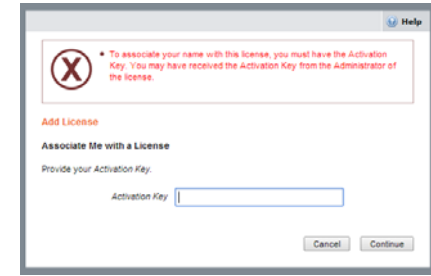 Help
• To associate your name with this license, you must have the Activation
Key. You may have received the Activation Key from the Administrator of
the license.
Add License
Associate Me with a License
Provide your Activation Key.
Activation Key
Cancel Continue